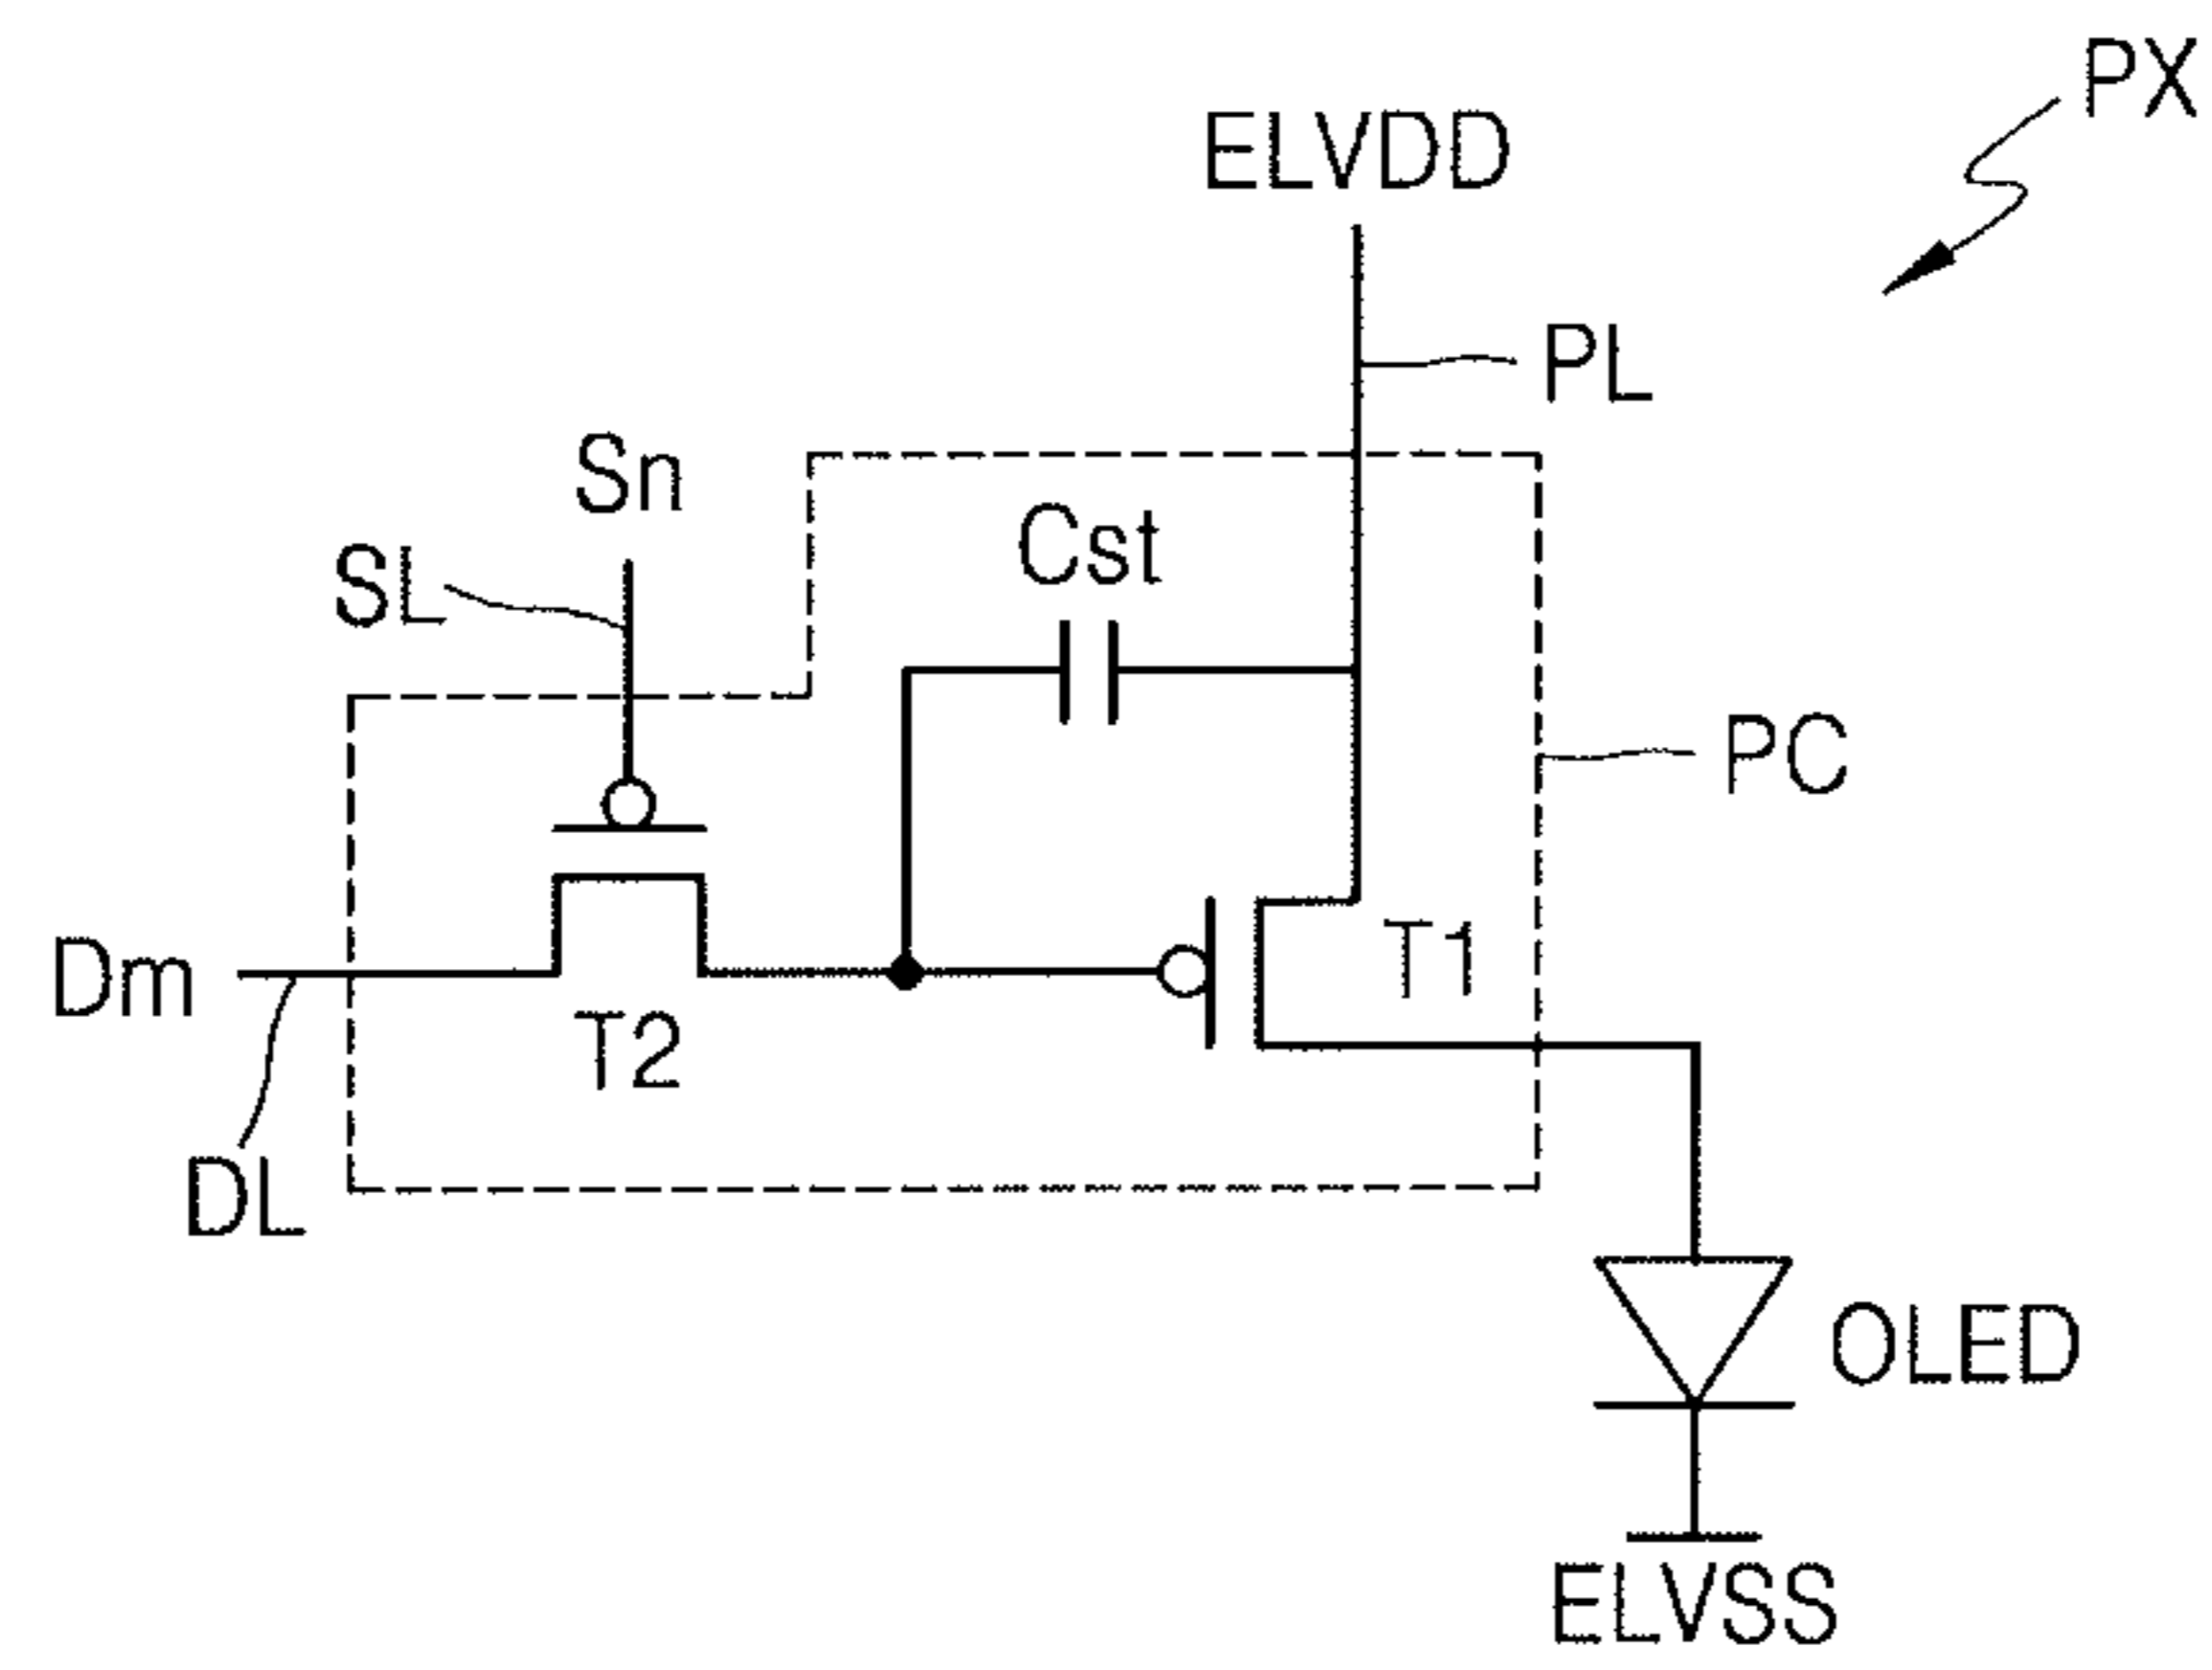 PX
ELVDD
PL
Sn
SL
Cst
PC
Dm
T1
T2
DL
OLED
ELVSS